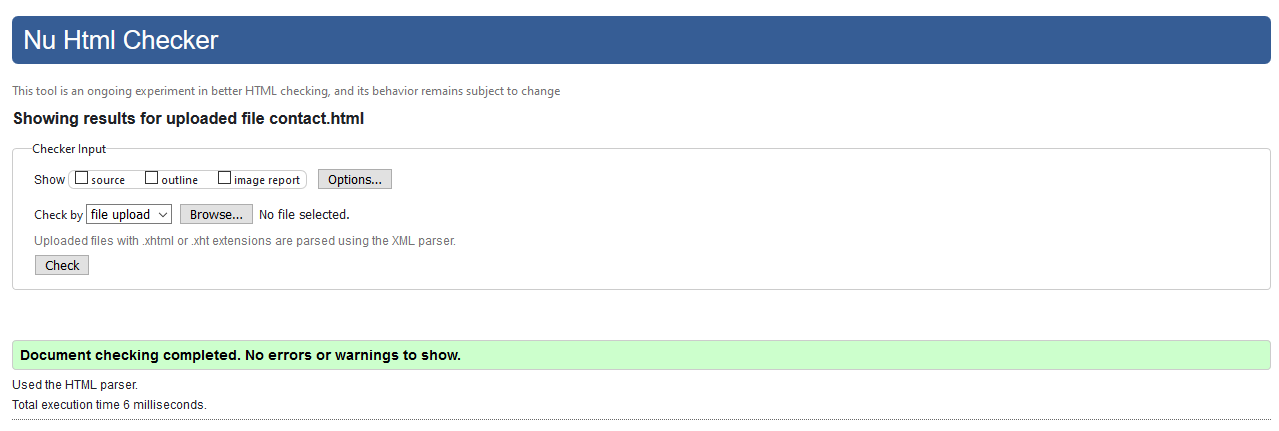 Nu Html Checker
This tool is an ongoing experiment in better HTML checking, and its behavior remains subject to change
Showing results for uploaded file contact.html
Checker Input
Show source outline image report Options...
Check by file upload Browse... No file selected.
Uploaded files with .xhtml or .xht extensions are parsed using the XML parser.
Check
Document checking completed. No errors or warnings to show.
Used the HTML parser.
Total execution time 6 milliseconds.